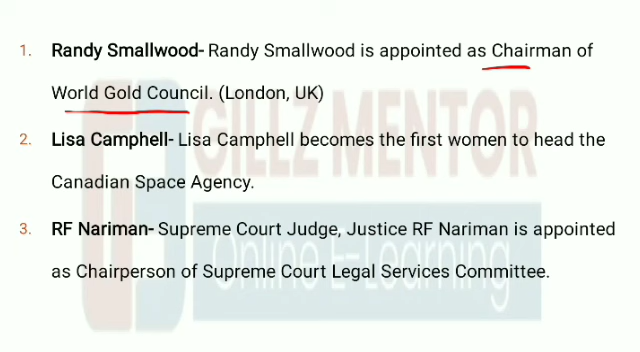 1. Randy Smallwood- Randy Smallwood is appointed as Chairman of
World Gold Council. (London, UK)
2. Lisa Camphell- Lisa Camphell becomes the first women to head the
Canadian Space Agency.
3. RF Nariman- Supreme Court Judge, Justice RF Nariman is appointed
as Chairperson of Supreme Court Legal Services Committee.
GILLZ MENTOR
Online E-Learning